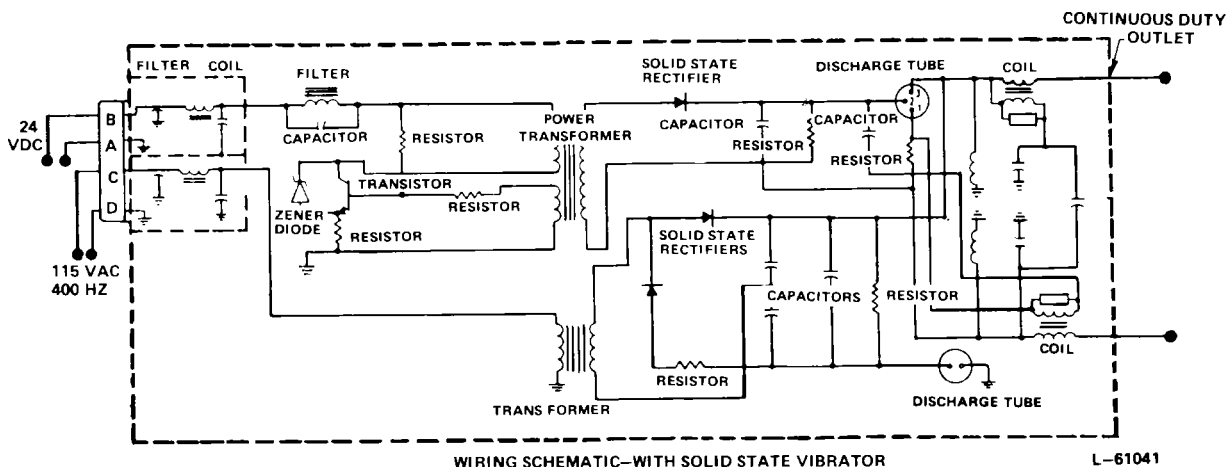 CONTINUOUS DUTY
OUTLET
FILTER COIL
FILTER
SOLID STATE
RECTIFIER
DISCHARGE TUBE
COIL
B
A
C
D
24
VDC
115 VAC
400 HZ
CAPACITOR
RESISTOR
POWER
TRANSFORMER
CAPACITOR
RESISTOR
CAPACITOR
RESISTOR
TRANSISTOR
ZENER
DIODE
RESISTOR
RESISTOR
SOLID STATE
RECTIFIERS
CAPACITORS
RESISTOR
RESISTOR
COIL
TRANS FORMER
DISCHARGE TUBE
WIRING SCHEMATIC–WITH SOLID STATE VIBRATOR
L-61041